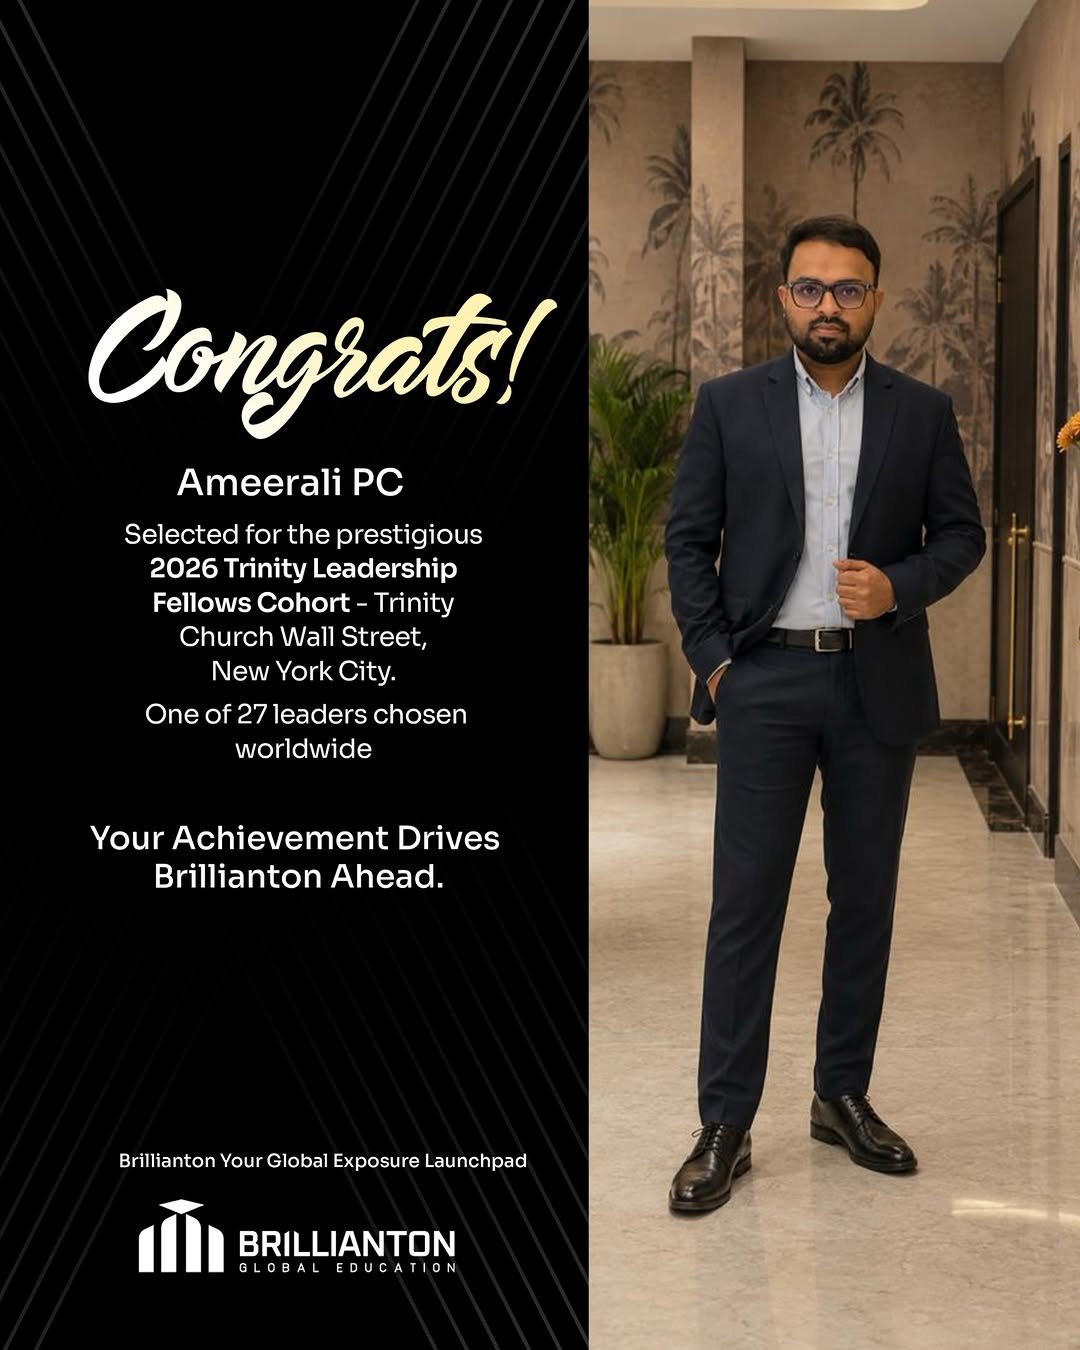 Congrats!
Ameerali PC
Selected for the prestigious
2026 Trinity Leadership
Fellows Cohort - Trinity
Church Wall Street,
New York City.
One of 27 leaders chosen
worldwide
Your Achievement Drives
Brillianton Ahead.
Brillianton Your Global Exposure Launchpad
BRILLIANTON
GLOBAL EDUCATION